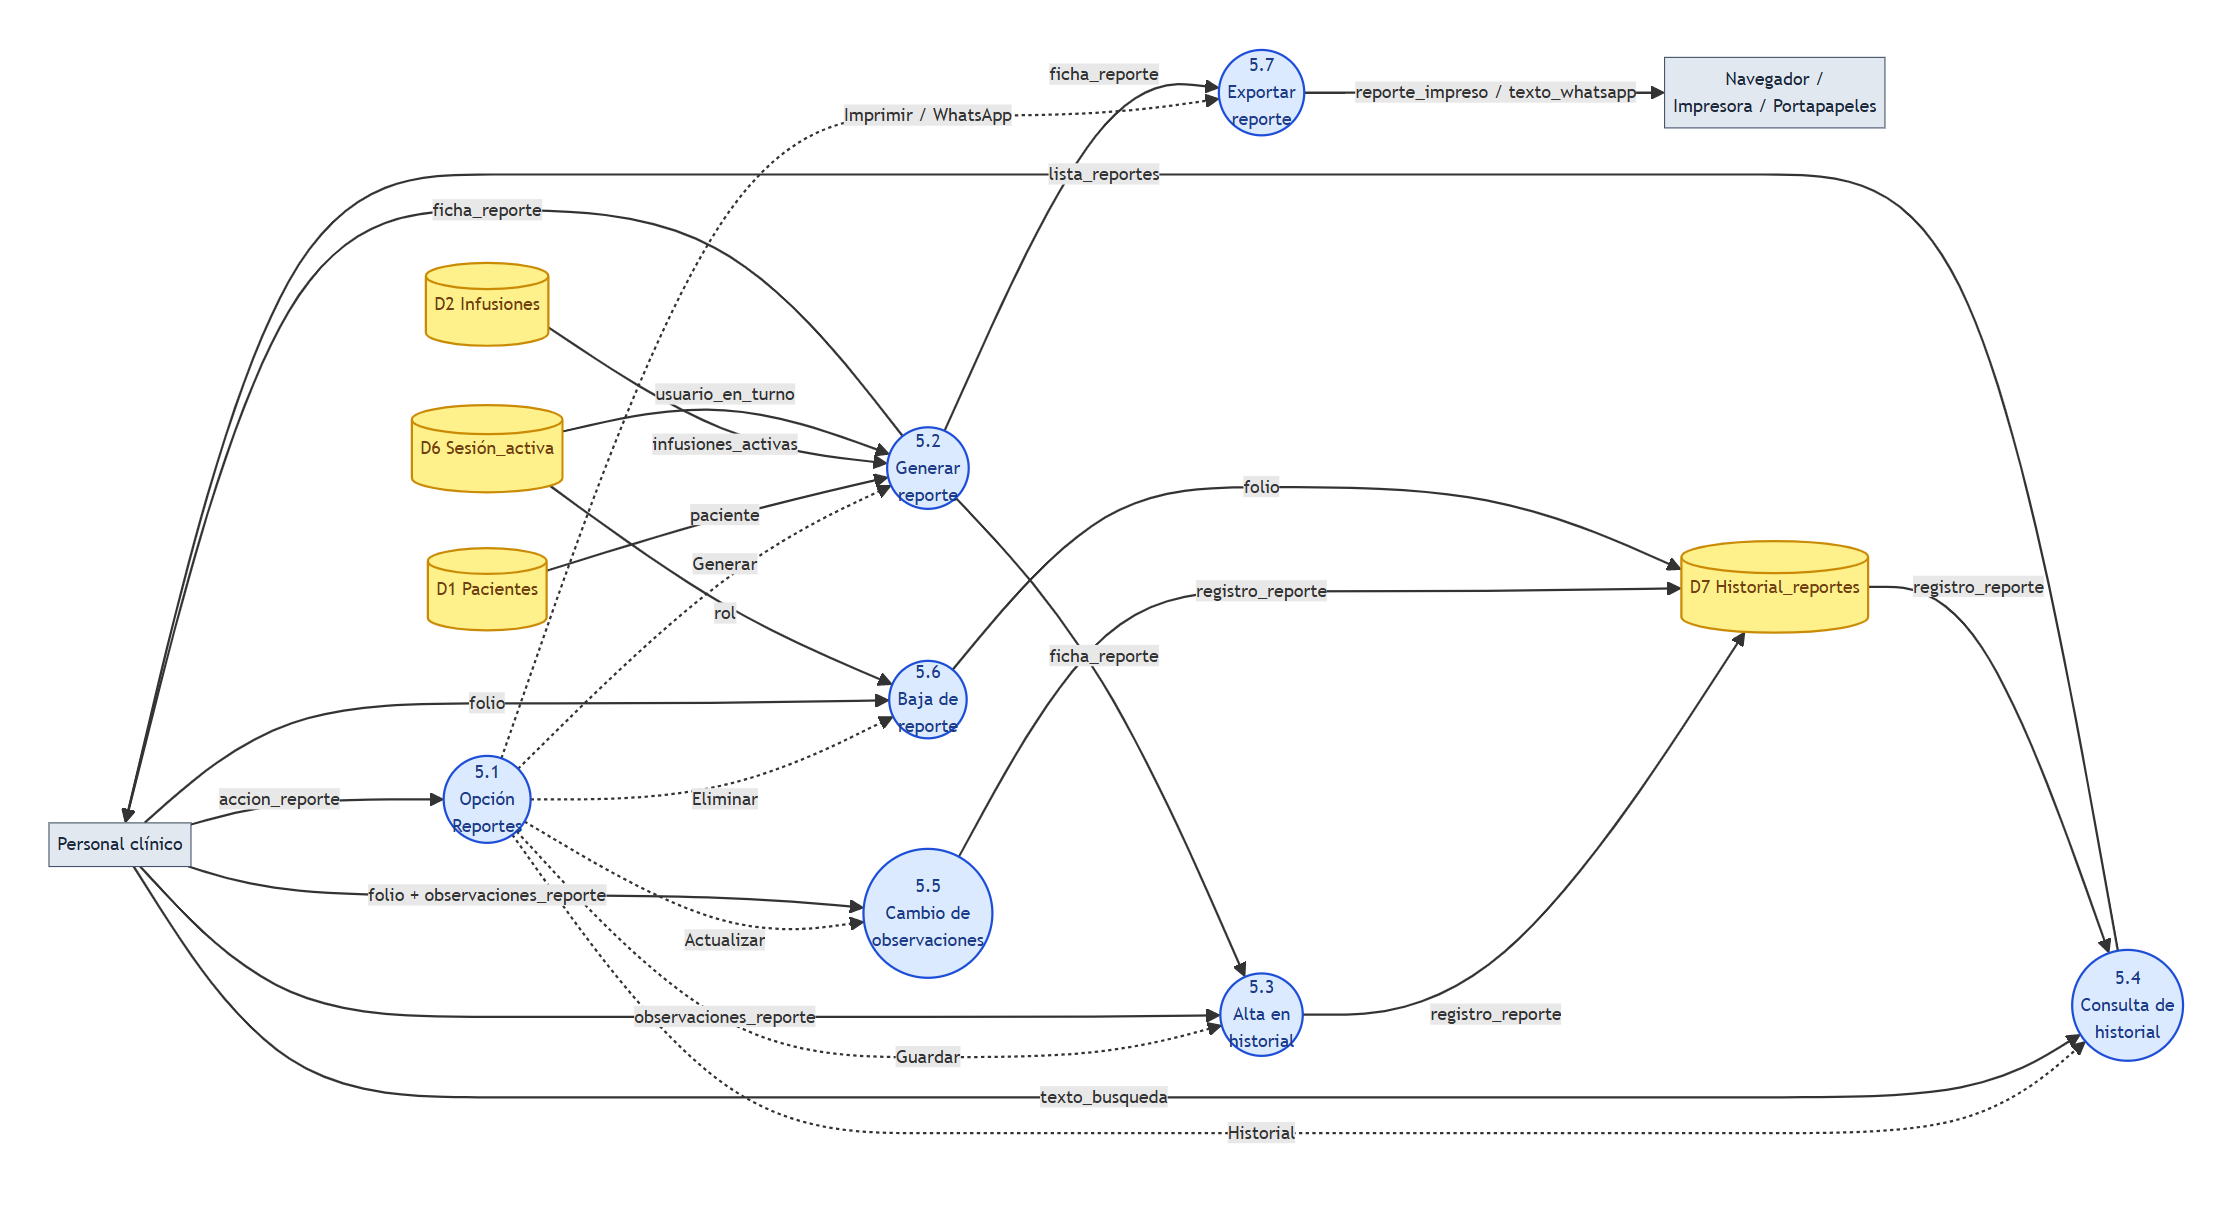 5.7
Exportar
reporte
ficha_reporte
Navegador /
Impresora / Portapapeles
reporte_impreso / texto_whatsapp
Imprimir / WhatsApp
lista_reportes
ficha_reporte
D2 Infusiones
usuario_en_turno
infusiones_activas
D6 Sesión_activa
5.2
Generar
reporte
folio
paciente
Generar
D1 Pacientes
registro_reporte
D7 Historial_reportes
registro_reporte
rol
ficha_reporte
5.6
Baja de
reporte
folio
5.1
Opción
Reportes
accion_reporte
Eliminar
Personal clínico
folio + observaciones_reporte
5.5
Cambio de
observaciones
Actualizar
5.3
Alta en
historial
observaciones_reporte
registro_reporte
5.4
Consulta de
historial
Guardar
texto_busqueda
Historial